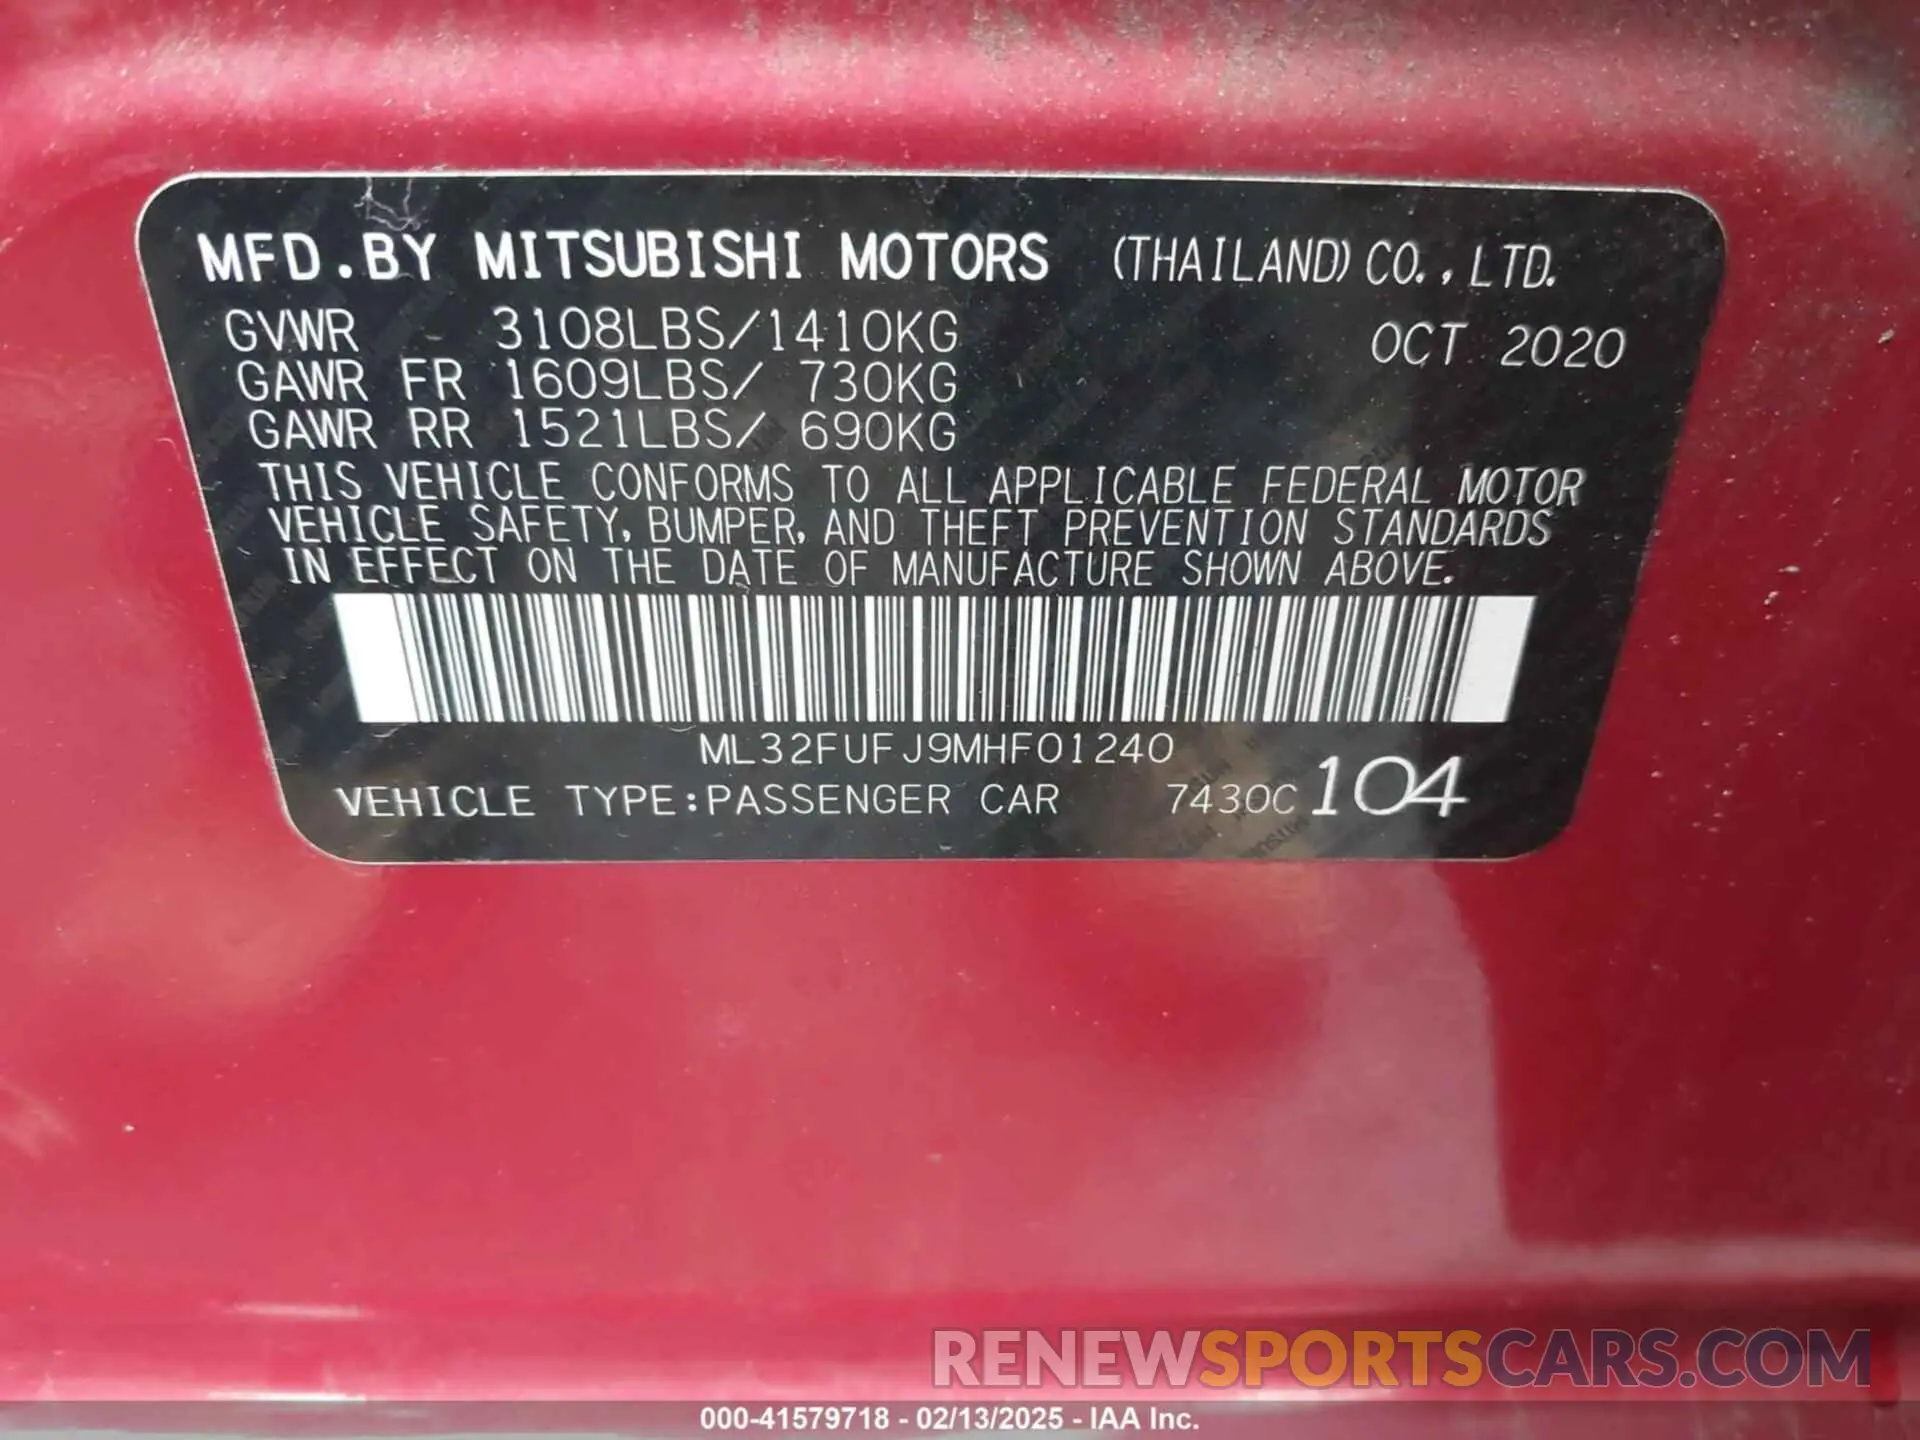 MFD.BY MITSUBISHI MOTORS (THAILAND) CO.,LTD.
GVWR 3108LBS/1410KG OCT 2020
GAWR FR 1609LBS/ 730KG
GAWR RR 1521LBS/ 690KG
THIS VEHICLE CONFORMS TO ALL APPLICABLE FEDERAL MOTOR
VEHICLE SAFETY, BUMPER, AND THEFT PREVENTION STANDARDS
IN EFFECT ON THE DATE OF MANUFACTURE SHOWN ABOVE.
ML32FUFJ9MHF01240
VEHICLE TYPE:PASSENGER CAR 7430C 104
RENEWSPORTSCARS.COM
000-41579718 - 02/13/2025 - IAA Inc.